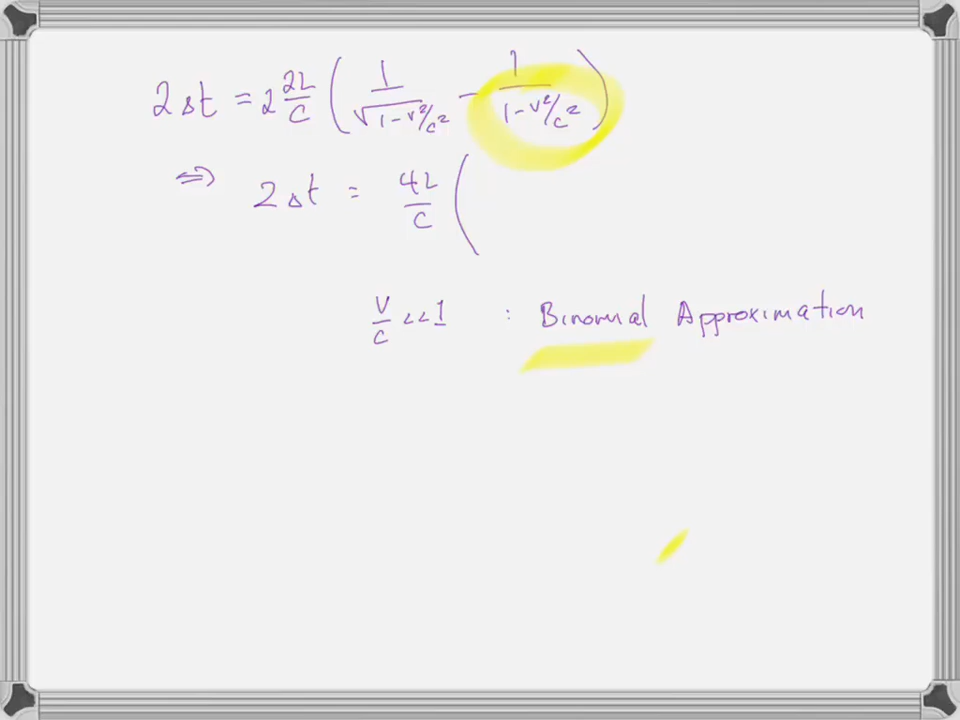 2Δt = 2 2L/C ( 1/√(1-v²/c²) - 1/(1-v²/c²) )
⇒ 2Δt = 4L/C (
V/C <<1 : Binomial Approximation